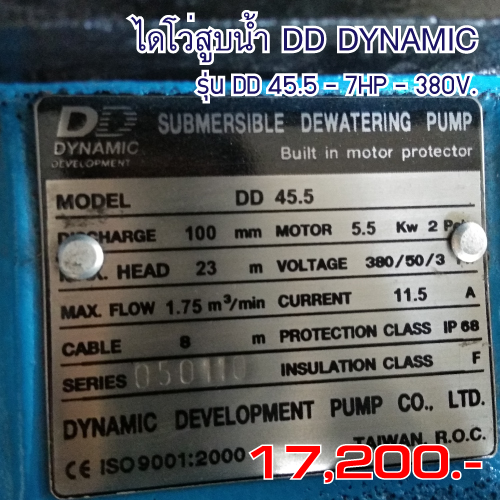 ไดโว่สูบน้ำ DD DYNAMIC
รุ่น DD 45.5 - 7HP - 380V.
DD SUBMERSIBLE DEWATERING PUMP
DYNAMIC
DEVELOPMENT Built in motor protector
MODEL DD 45.5
DISCHARGE 100 mm MOTOR 5.5 Kw 2
HEAD 23 m VOLTAGE 380/50/3
MAX. FLOW 1.75 m³/min CURRENT 11.5 A
CABLE 8 m PROTECTION CLASS IP 68
SERIES 050110 INSULATION CLASS F
DYNAMIC DEVELOPMENT PUMP CO., LTD.
CE ISO 9001:2000 TAIWAN, R.O.C.
17,200.-